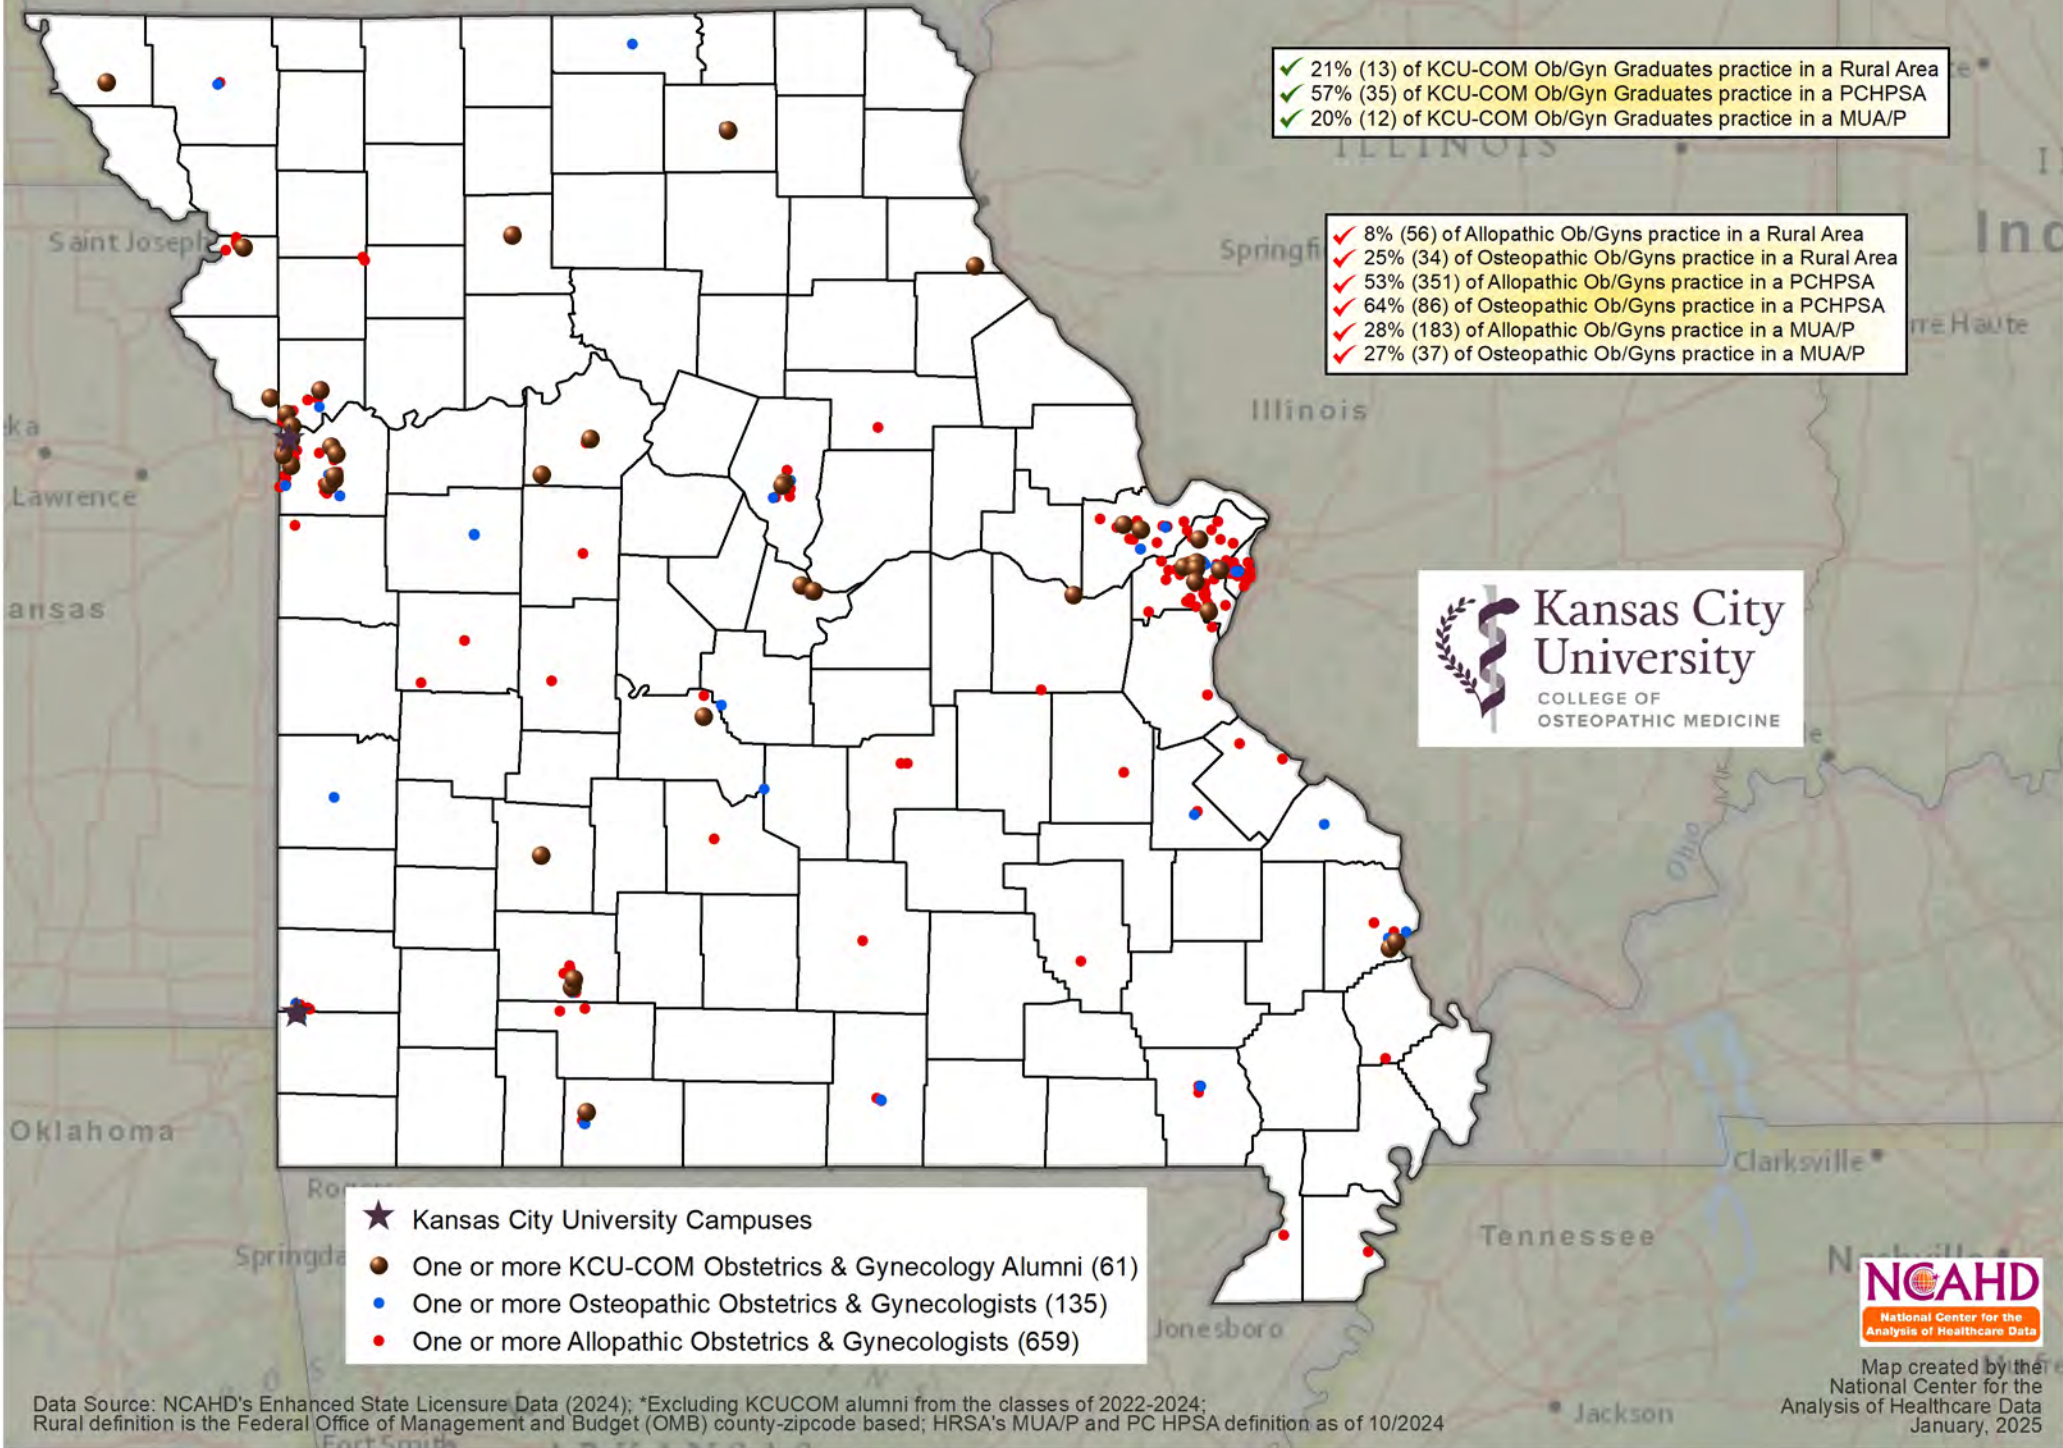 21% (13) of KCU-COM Ob/Gyn Graduates practice in a Rural Area
57% (35) of KCU-COM Ob/Gyn Graduates practice in a PCHPSA
20% (12) of KCU-COM Ob/Gyn Graduates practice in a MUA/P
ILLINOIS
Saint Joseph
8% (56) of Allopathic Ob/Gyns practice in a Rural Area
25% (34) of Osteopathic Ob/Gyns practice in a Rural Area
53% (351) of Allopathic Ob/Gyns practice in a PCHPSA
64% (86) of Osteopathic Ob/Gyns practice in a PCHPSA
28% (183) of Allopathic Ob/Gyns practice in a MUA/P
27% (37) of Osteopathic Ob/Gyns practice in a MUA/P
Springfi
Ind
rre Haute
Illinois
ka
Lawrence
ansas
Kansas City
University
COLLEGE OF
OSTEOPATHIC MEDICINE
Ohio
Oklahoma
Clarksville
Tennessee
Springda
Jonesboro
Jackson
Kansas City University Campuses
One or more KCU-COM Obstetrics & Gynecology Alumni (61)
One or more Osteopathic Obstetrics & Gynecologists (135)
One or more Allopathic Obstetrics & Gynecologists (659)
NCAHD
National Center for the
Analysis of Healthcare Data
Map created by the
National Center for the
Analysis of Healthcare Data
January, 2025
Data Source: NCAHD's Enhanced State Licensure Data (2024); *Excluding KCUCOM alumni from the classes of 2022-2024;
Rural definition is the Federal Office of Management and Budget (OMB) county-zipcode based; HRSA's MUA/P and PC HPSA definition as of 10/2024